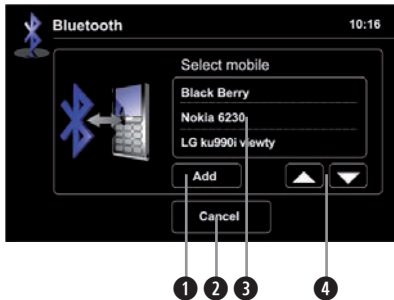 Bluetooth 10:16
Select mobile
Black Berry
Nokia 6230
LG ku990i viewty
Add
Cancel
1 2 3 4